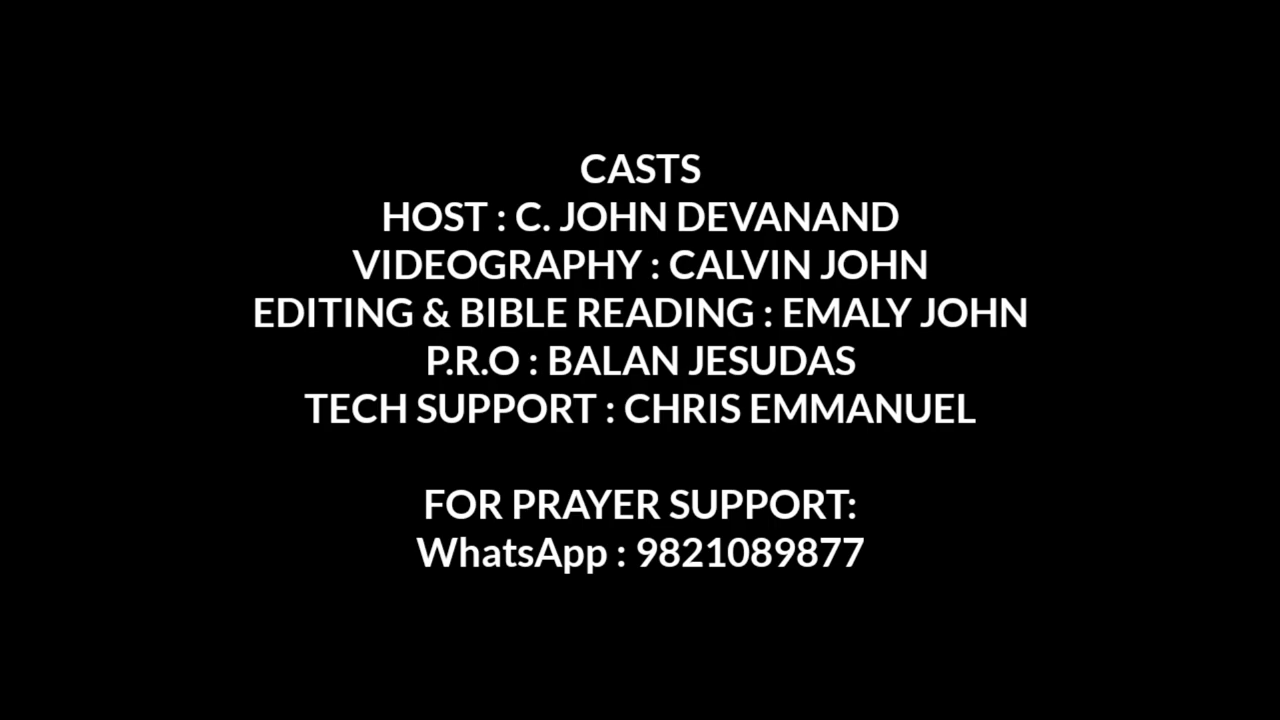 CASTS
HOST : C. JOHN DEVANAND
VIDEOGRAPHY : CALVIN JOHN
EDITING & BIBLE READING : EMALY JOHN
P.R.O : BALAN JESUDAS
TECH SUPPORT : CHRIS EMMANUEL
FOR PRAYER SUPPORT:
WhatsApp : 9821089877